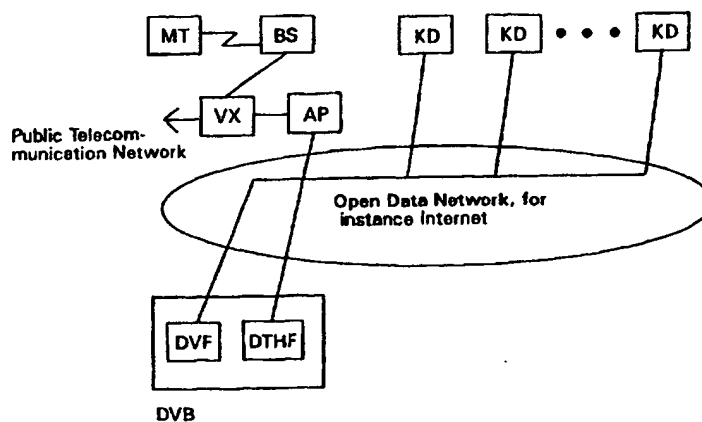 MT BS KD KD KD
VX AP
Public Telecom-
munication Network
Open Data Network, for
instance Internet
DVF DTHF
DVB